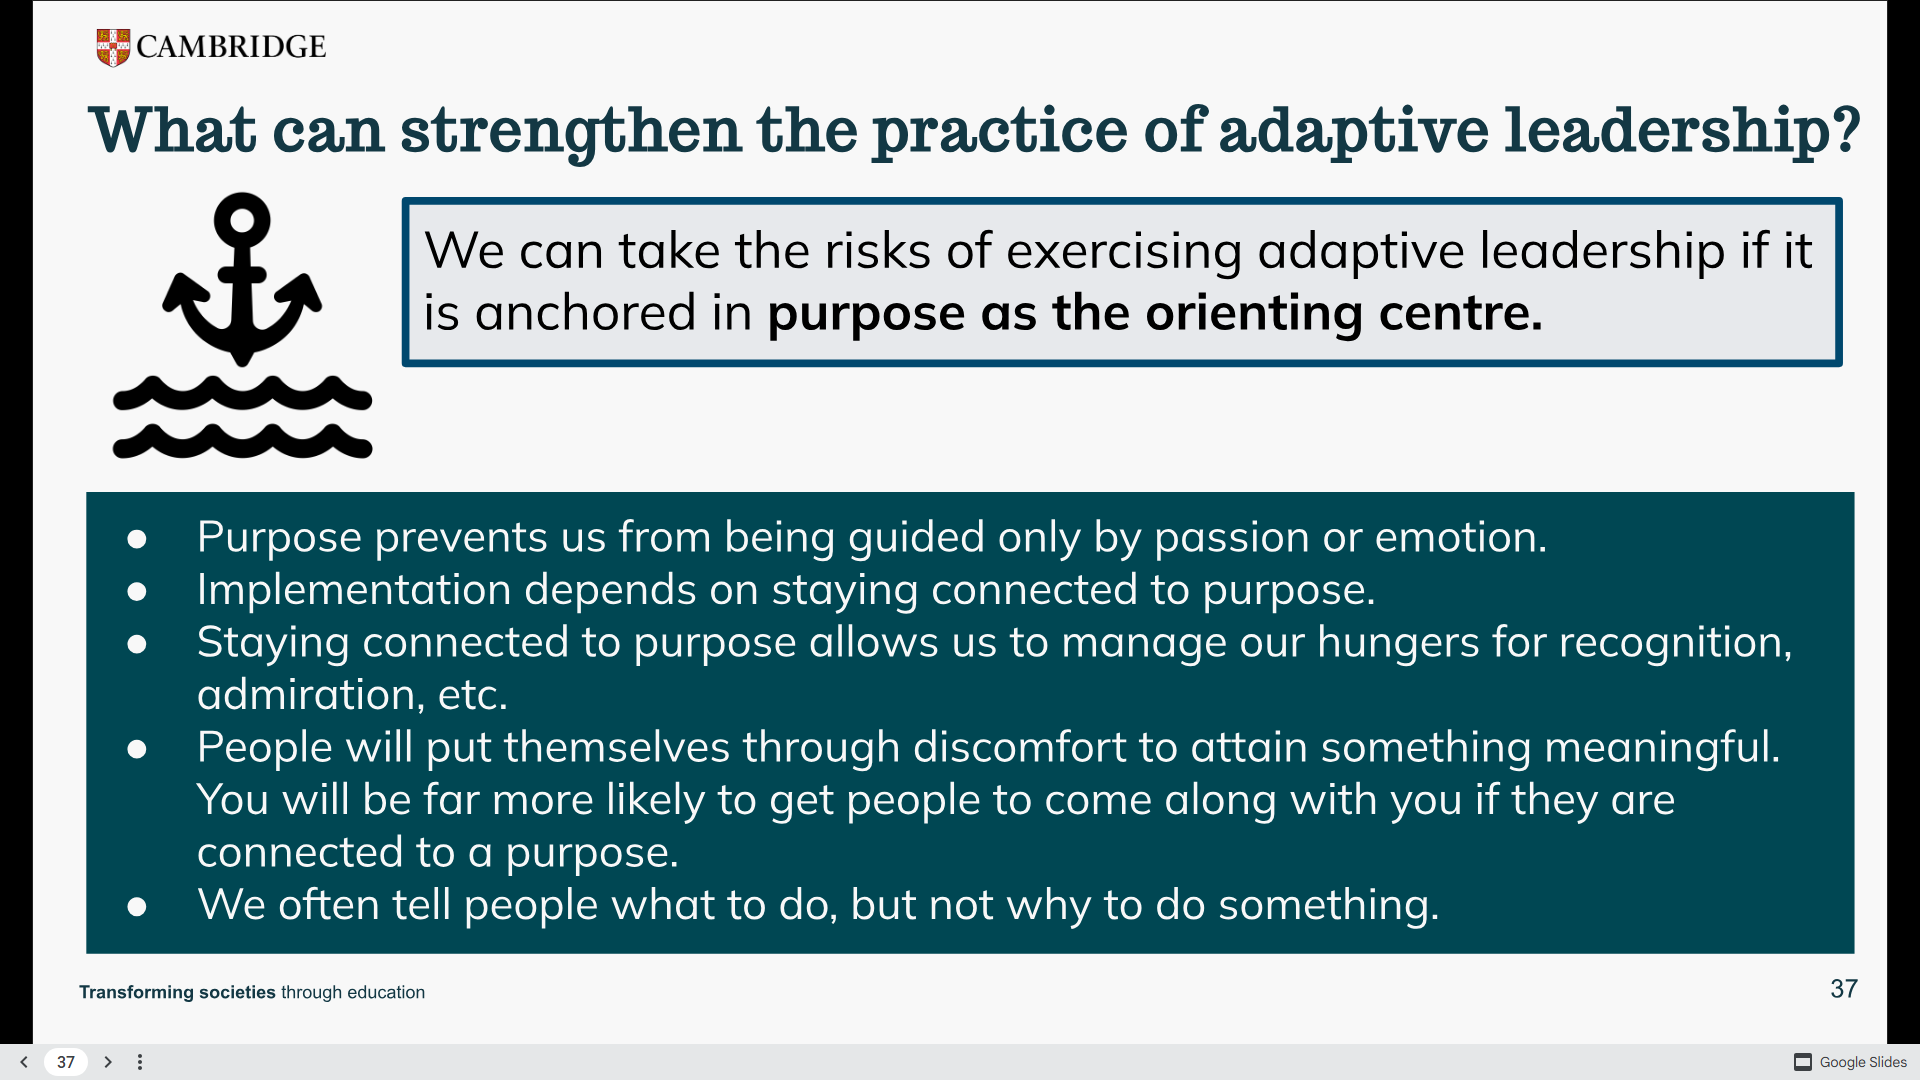 CAMBRIDGE
What can strengthen the practice of adaptive leadership?
We can take the risks of exercising adaptive leadership if it
is anchored in purpose as the orienting centre.
● Purpose prevents us from being guided only by passion or emotion.
● Implementation depends on staying connected to purpose.
● Staying connected to purpose allows us to manage our hungers for recognition,
admiration, etc.
● People will put themselves through discomfort to attain something meaningful.
You will be far more likely to get people to come along with you if they are
connected to a purpose.
● We often tell people what to do, but not why to do something.
Transforming societies through education
37
37
Google Slides